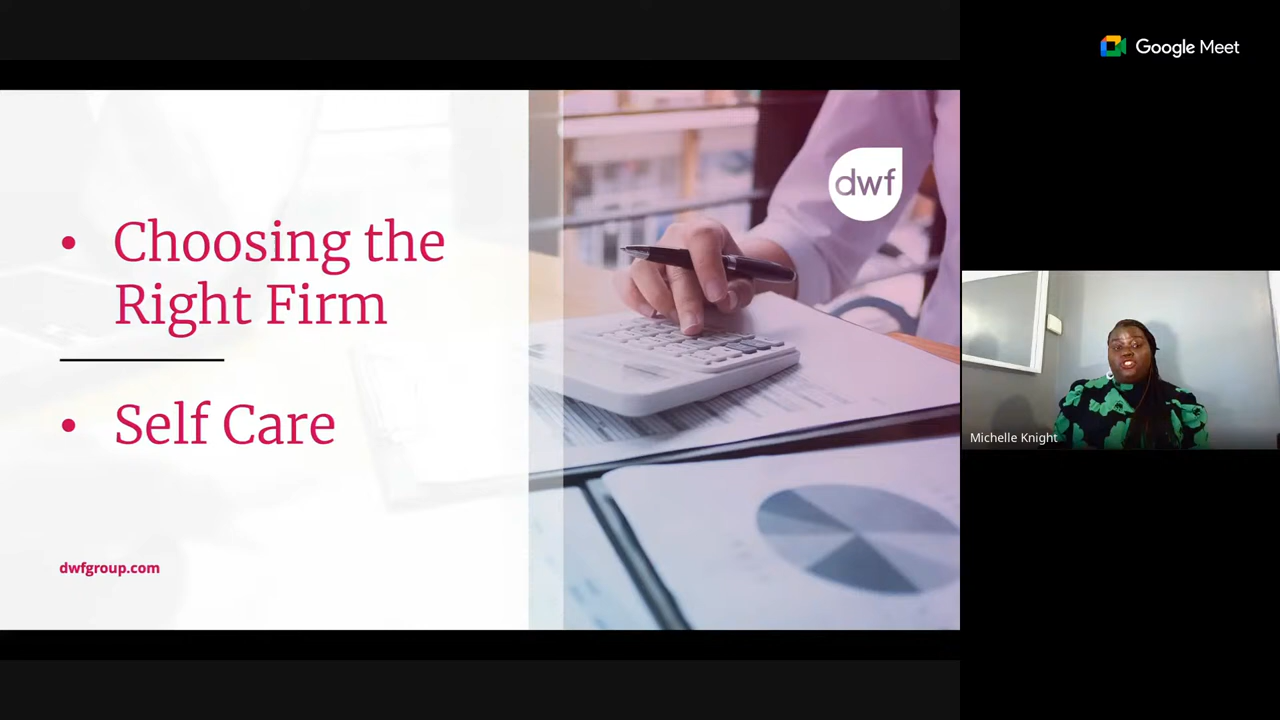 Google Meet
dwf
• Choosing the
Right Firm
• Self Care
dwfgroup.com
Michelle Knight